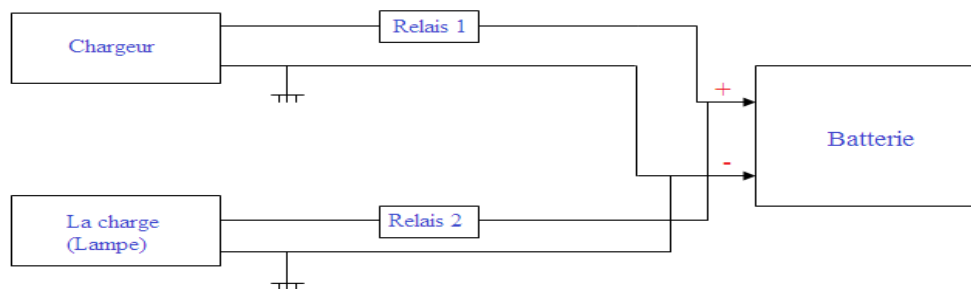 Relais 1
Chargeur
+
Batterie
-
La charge
(Lampe)
Relais 2